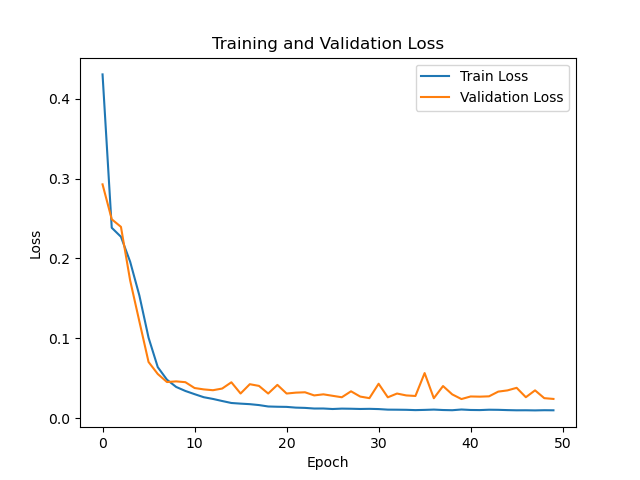 Training and Validation Loss
Train Loss
Validation Loss
Loss
0.4
0.3
0.2
0.1
0.0
0 10 20 30 40 50
Epoch